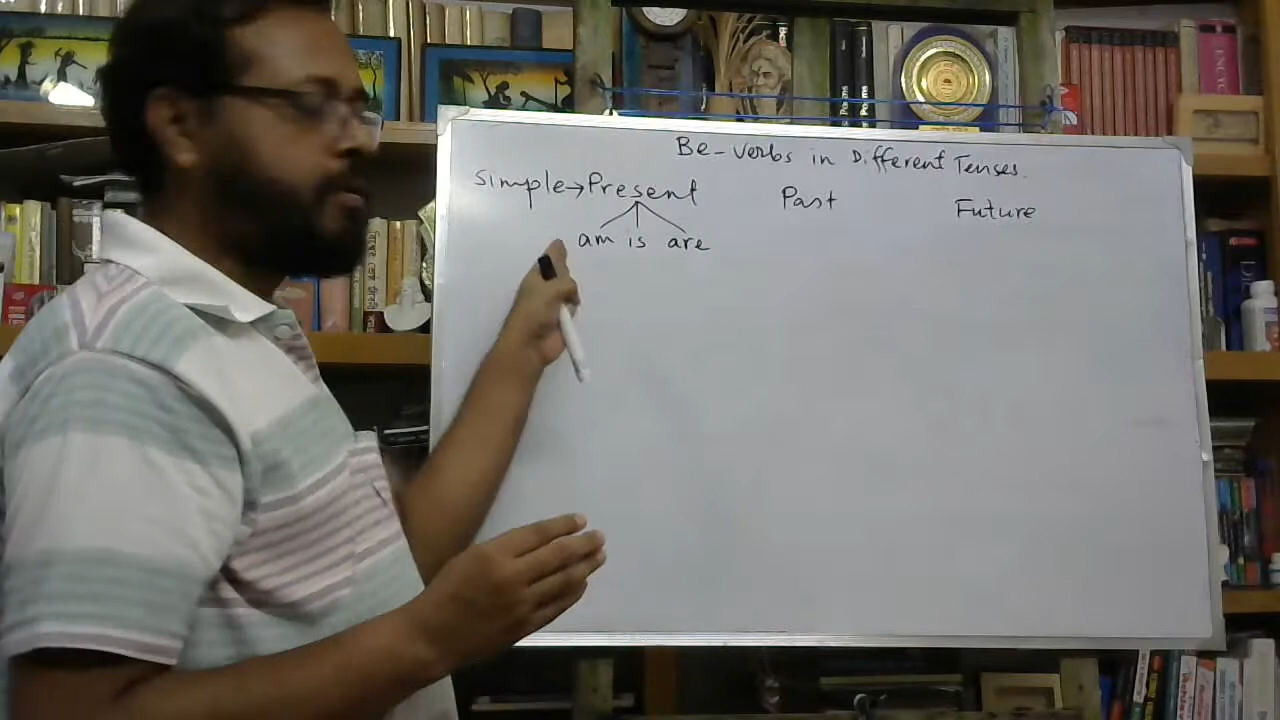 Be-verbs in Different Tenses.
Simple→Present Past Future
am is are